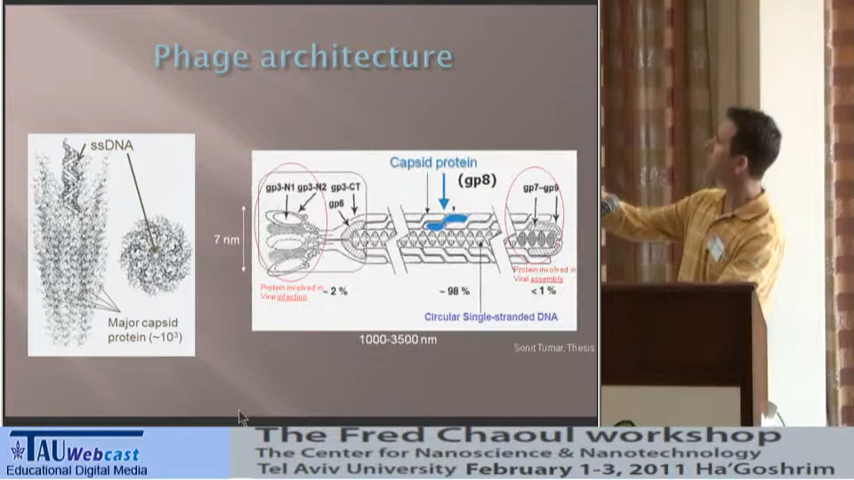 Phage architecture
ssDNA
Major capsid
protein (~10³)
Capsid protein
(gp8)
gp3-N1 gp3-N2 gp3-CT
gp6
gp7-gp9
7 nm
Protein involved in
Viral infection
~ 2 %
~ 98 %
Protein involved in
Viral assembly
< 1 %
Circular Single-stranded DNA
1000-3500 nm
Sonit Tumar, Thesis
TAU Webcast
Educational Digital Media
The Fred Chaoul workshop
The Center for Nanoscience & Nanotechnology
Tel Aviv University February 1-3, 2011 Ha'Goshrim